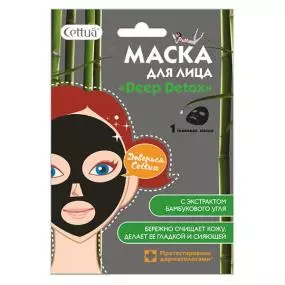 Cettua
МАСКА
ДЛЯ ЛИЦА
«Deep Detox»
1 тканевая маска
Доверься
Cettua
С ЭКСТРАКТОМ
БАМБУКОВОГО УГЛЯ
БЕРЕЖНО ОЧИЩАЕТ КОЖУ,
ДЕЛАЕТ ЕЕ ГЛАДКОЙ И СИЯЮЩЕЙ
Протестировано
дерматологами